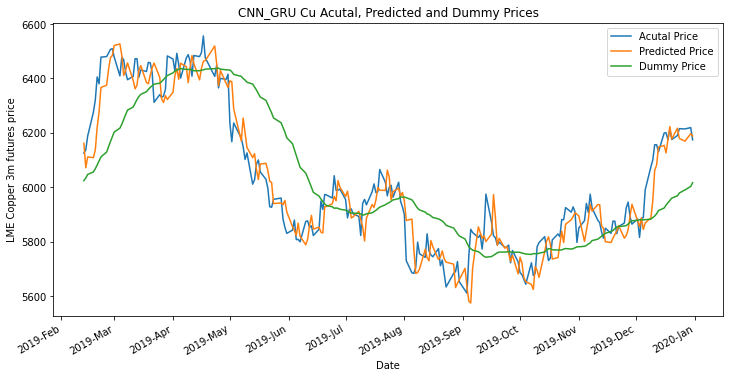 CNN_GRU Cu Acutal, Predicted and Dummy Prices
Acutal Price
Predicted Price
Dummy Price
LME Copper 3m futures price
6600
6400
6200
6000
5800
5600
2019-Feb
2019-Mar
2019-Apr
2019-May
2019-Jun
2019-Jul
2019-Aug
2019-Sep
2019-Oct
2019-Nov
2019-Dec
2020-Jan
Date